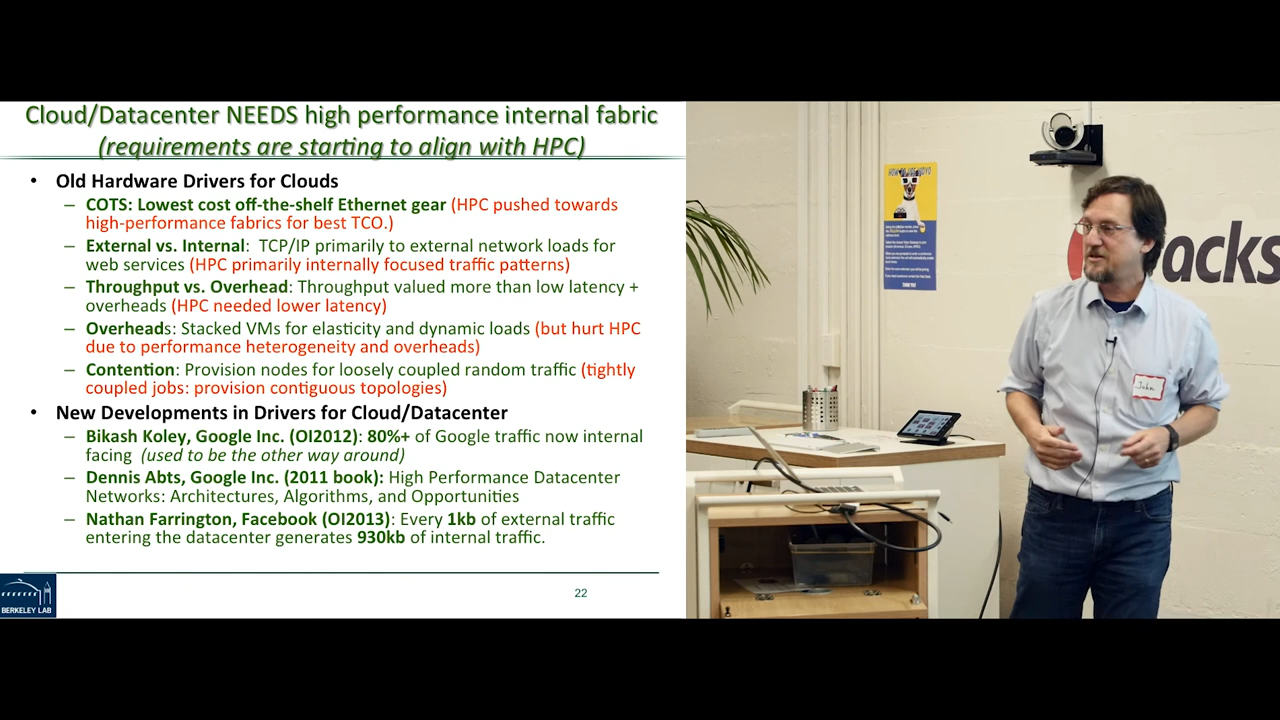 Cloud/Datacenter NEEDS high performance internal fabric
(requirements are starting to align with HPC)
• Old Hardware Drivers for Clouds
– COTS: Lowest cost off-the-shelf Ethernet gear (HPC pushed towards
high-performance fabrics for best TCO.)
– External vs. Internal: TCP/IP primarily to external network loads for
web services (HPC primarily internally focused traffic patterns)
– Throughput vs. Overhead: Throughput valued more than low latency +
overheads (HPC needed lower latency)
– Overheads: Stacked VMs for elasticity and dynamic loads (but hurt HPC
due to performance heterogeneity and overheads)
– Contention: Provision nodes for loosely coupled random traffic (tightly
coupled jobs: provision contiguous topologies)
• New Developments in Drivers for Cloud/Datacenter
– Bikash Koley, Google Inc. (OI2012): 80%+ of Google traffic now internal
facing (used to be the other way around)
– Dennis Abts, Google Inc. (2011 book): High Performance Datacenter
Networks: Architectures, Algorithms, and Opportunities
– Nathan Farrington, Facebook (OI2013): Every 1kb of external traffic
entering the datacenter generates 930kb of internal traffic.
BERKELEY LAB
22
HOW TO USE VIDYO
THANK YOU!
acks
John